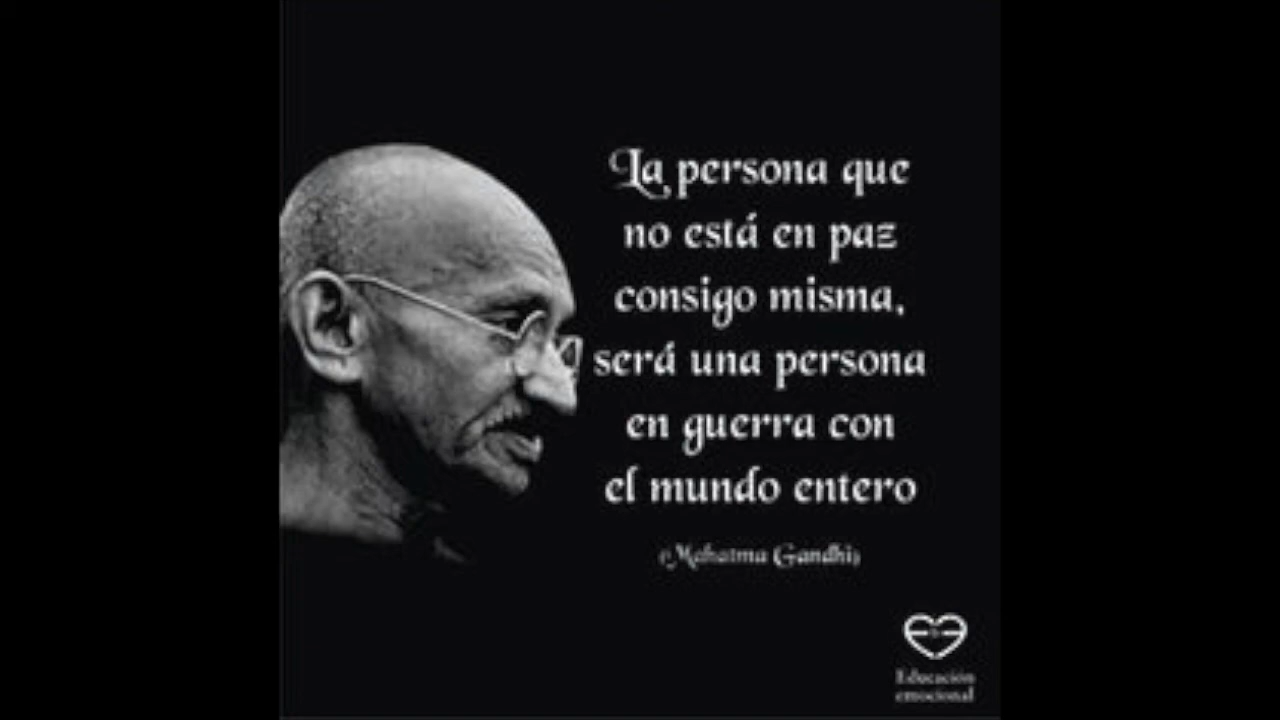 La persona que
no está en paz
consigo misma,
será una persona
en guerra con
el mundo entero
(Mahatma Gandhi)
Educación
emocional